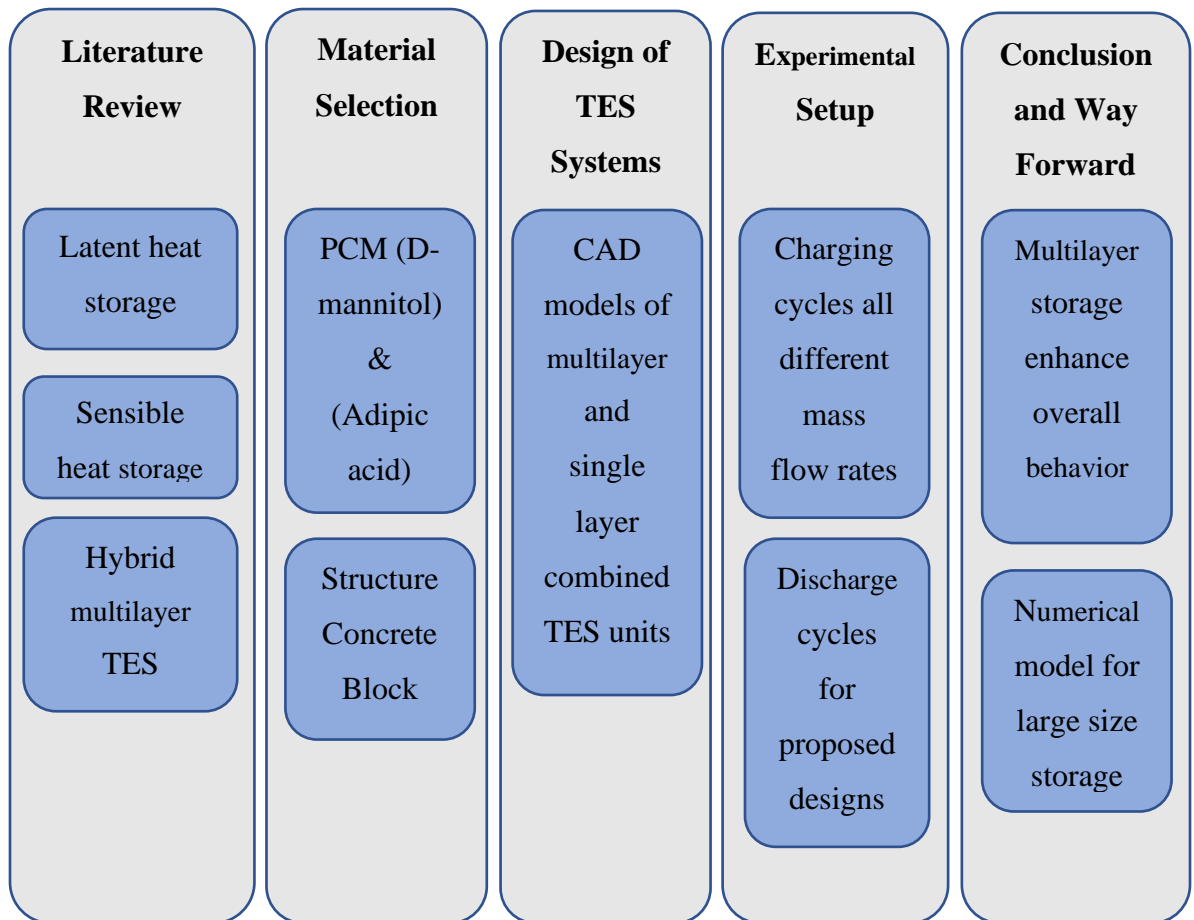 Literature
Review
Latent heat
storage
Sensible
heat storage
Hybrid
multilayer
TES
Material
Selection
PCM (D-
mannitol)
&
(Adipic
acid)
Structure
Concrete
Block
Design of
TES
Systems
CAD
models of
multilayer
and
single
layer
combined
TES units
Experimental
Setup
Charging
cycles all
different
mass
flow rates
Discharge
cycles
for
proposed
designs
Conclusion
and Way
Forward
Multilayer
storage
enhance
overall
behavior
Numerical
model for
large size
storage